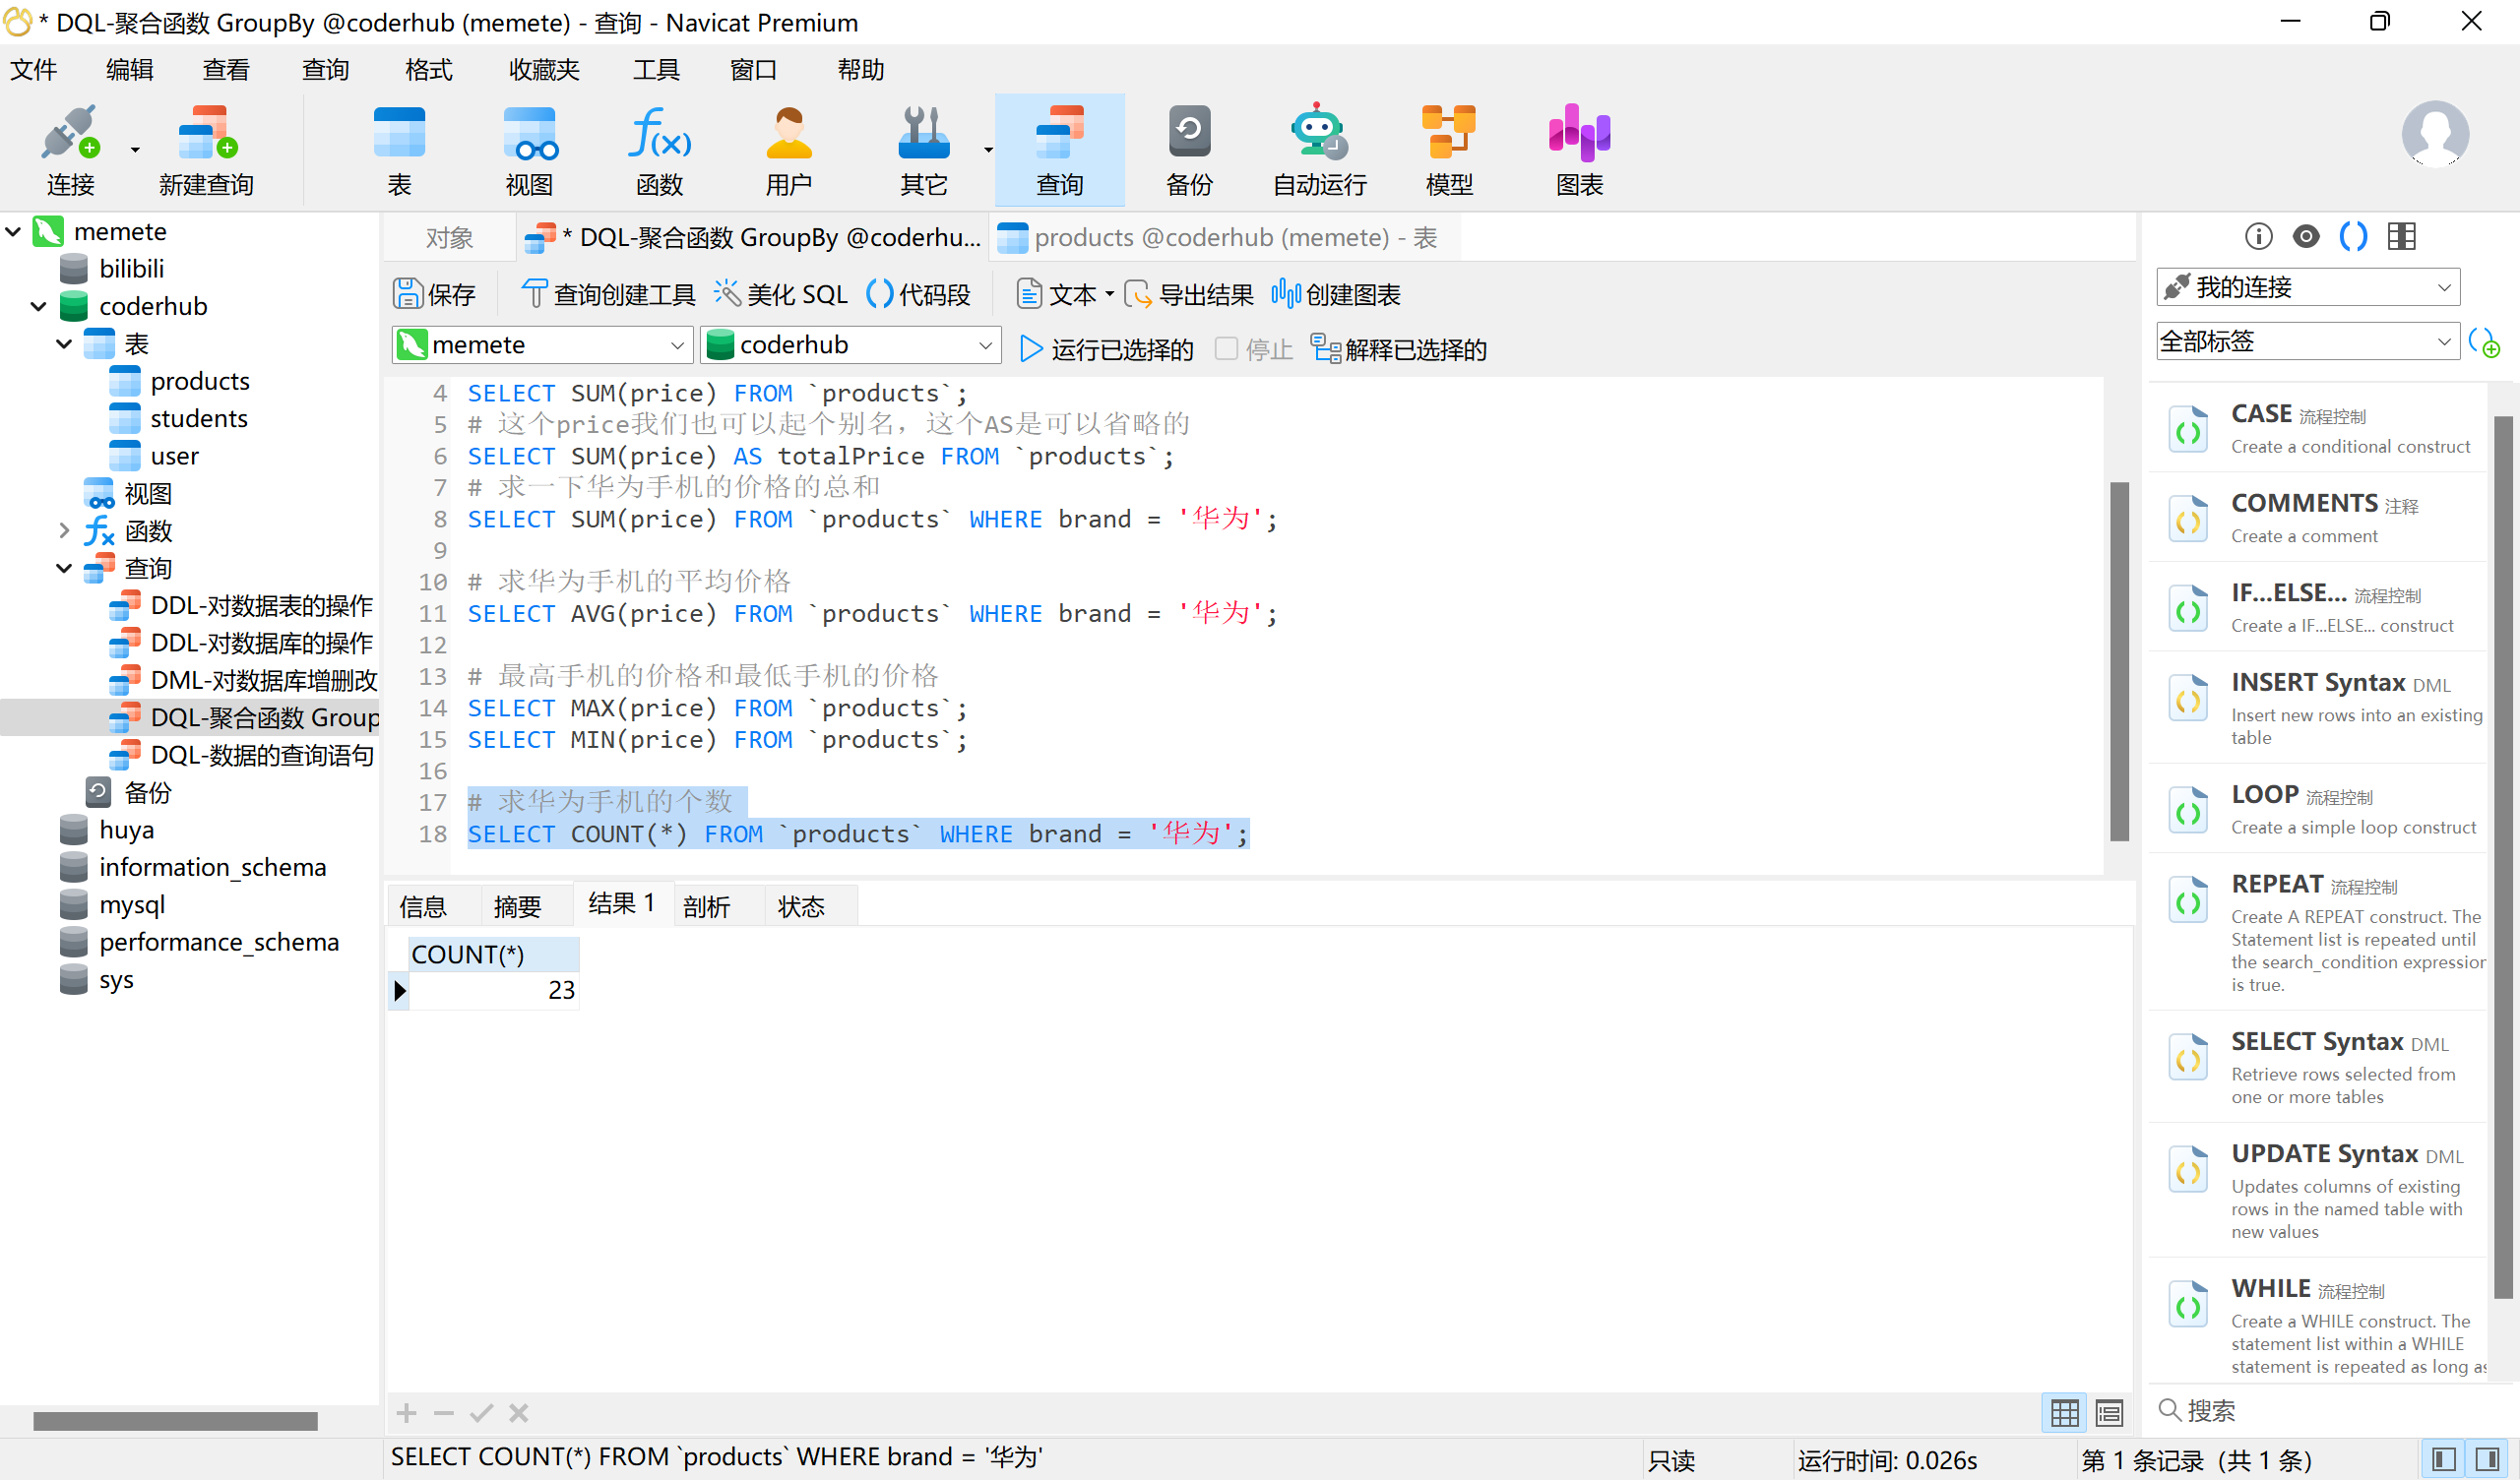 * DQL-聚合函数 GroupBy @coderhub (memete) - 查询 - Navicat Premium
文件 编辑 查看 查询 格式 收藏夹 工具 窗口 帮助
连接 新建查询 表 视图 函数 用户 其它 查询 备份 自动运行 模型 图表
memete
bilibili
coderhub
表
products
students
user
视图
函数
查询
DDL-对数据表的操作
DDL-对数据库的操作
DML-对数据库增删改
DQL-聚合函数 Group
DQL-数据的查询语句
备份
huya
information_schema
mysql
performance_schema
sys
对象 * DQL-聚合函数 GroupBy @coderhu... products @coderhub (memete) - 表
保存 查询创建工具 美化 SQL 代码段 文本 导出结果 创建图表
memete coderhub 运行已选择的 停止 解释已选择的
4 SELECT SUM(price) FROM `products`;
5 # 这个price我们也可以起个别名，这个AS是可以省略的
6 SELECT SUM(price) AS totalPrice FROM `products`;
7 # 求一下华为手机的价格的总和
8 SELECT SUM(price) FROM `products` WHERE brand = '华为';
9
10 # 求华为手机的平均价格
11 SELECT AVG(price) FROM `products` WHERE brand = '华为';
12
13 # 最高手机的价格和最低手机的价格
14 SELECT MAX(price) FROM `products`;
15 SELECT MIN(price) FROM `products`;
16
17 # 求华为手机的个数
18 SELECT COUNT(*) FROM `products` WHERE brand = '华为';
信息 摘要 结果 1 剖析 状态
COUNT(*)
23
我的连接
全部标签
CASE 流程控制
Create a conditional construct
COMMENTS 注释
Create a comment
IF...ELSE... 流程控制
Create a IF...ELSE... construct
INSERT Syntax DML
Insert new rows into an existing
table
LOOP 流程控制
Create a simple loop construct
REPEAT 流程控制
Create A REPEAT construct. The
Statement list is repeated until
the search_condition expression
is true.
SELECT Syntax DML
Retrieve rows selected from
one or more tables
UPDATE Syntax DML
Updates columns of existing
rows in the named table with
new values
WHILE 流程控制
Create a WHILE construct. The
statement list within a WHILE
statement is repeated as long as
搜索
SELECT COUNT(*) FROM `products` WHERE brand = '华为' 只读 运行时间: 0.026s 第 1 条记录 (共 1 条)